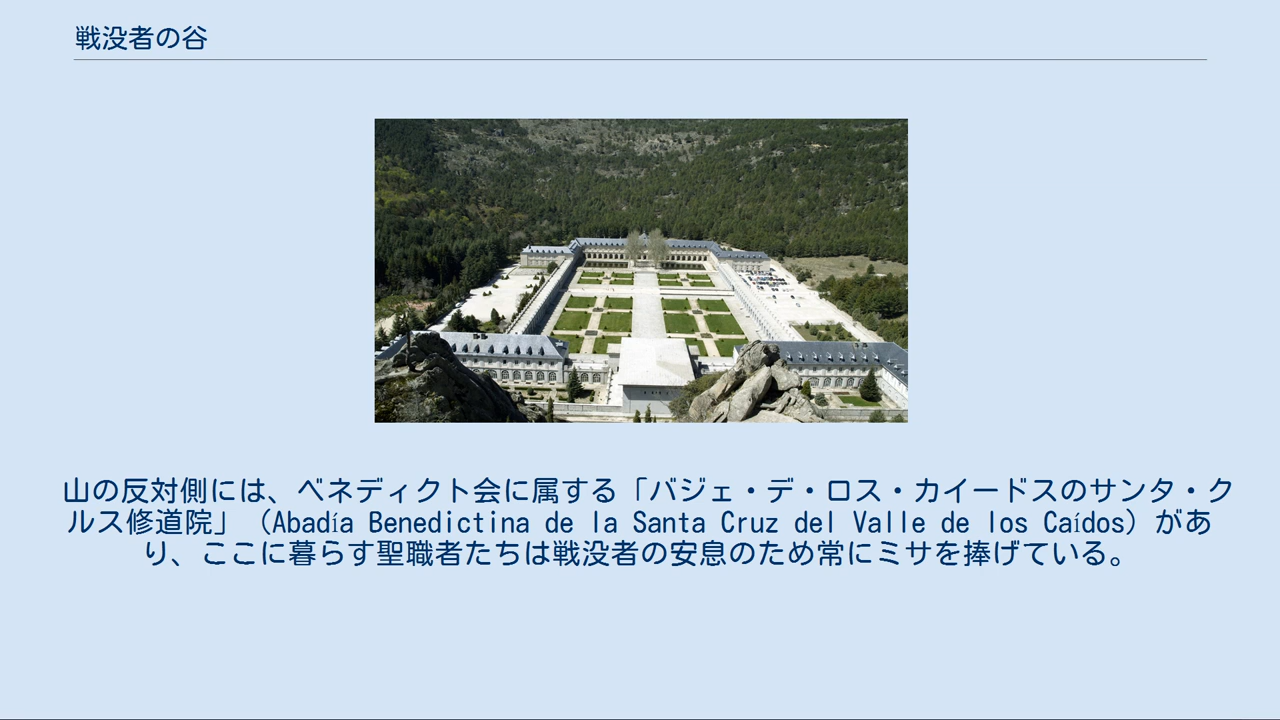 戦没者の谷
山の反対側には、ベネディクト会に属する「バジェ・デ・ロス・カイードスのサンタ・ク
ルス修道院」（Abadía Benedictina de la Santa Cruz del Valle de los Caídos）があ
り、ここに暮らす聖職者たちは戦没者の安息のため常にミサを捧げている。